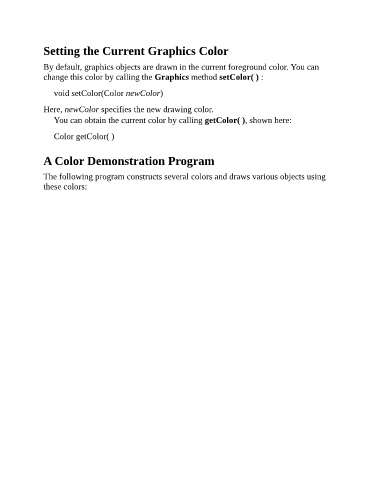 Setting the Current Graphics Color
By default, graphics objects are drawn in the current foreground color. You can
change this color by calling the Graphics method setColor( ) :
void setColor(Color newColor)
Here, newColor specifies the new drawing color.
You can obtain the current color by calling getColor( ), shown here:
Color getColor( )
A Color Demonstration Program
The following program constructs several colors and draws various objects using
these colors: